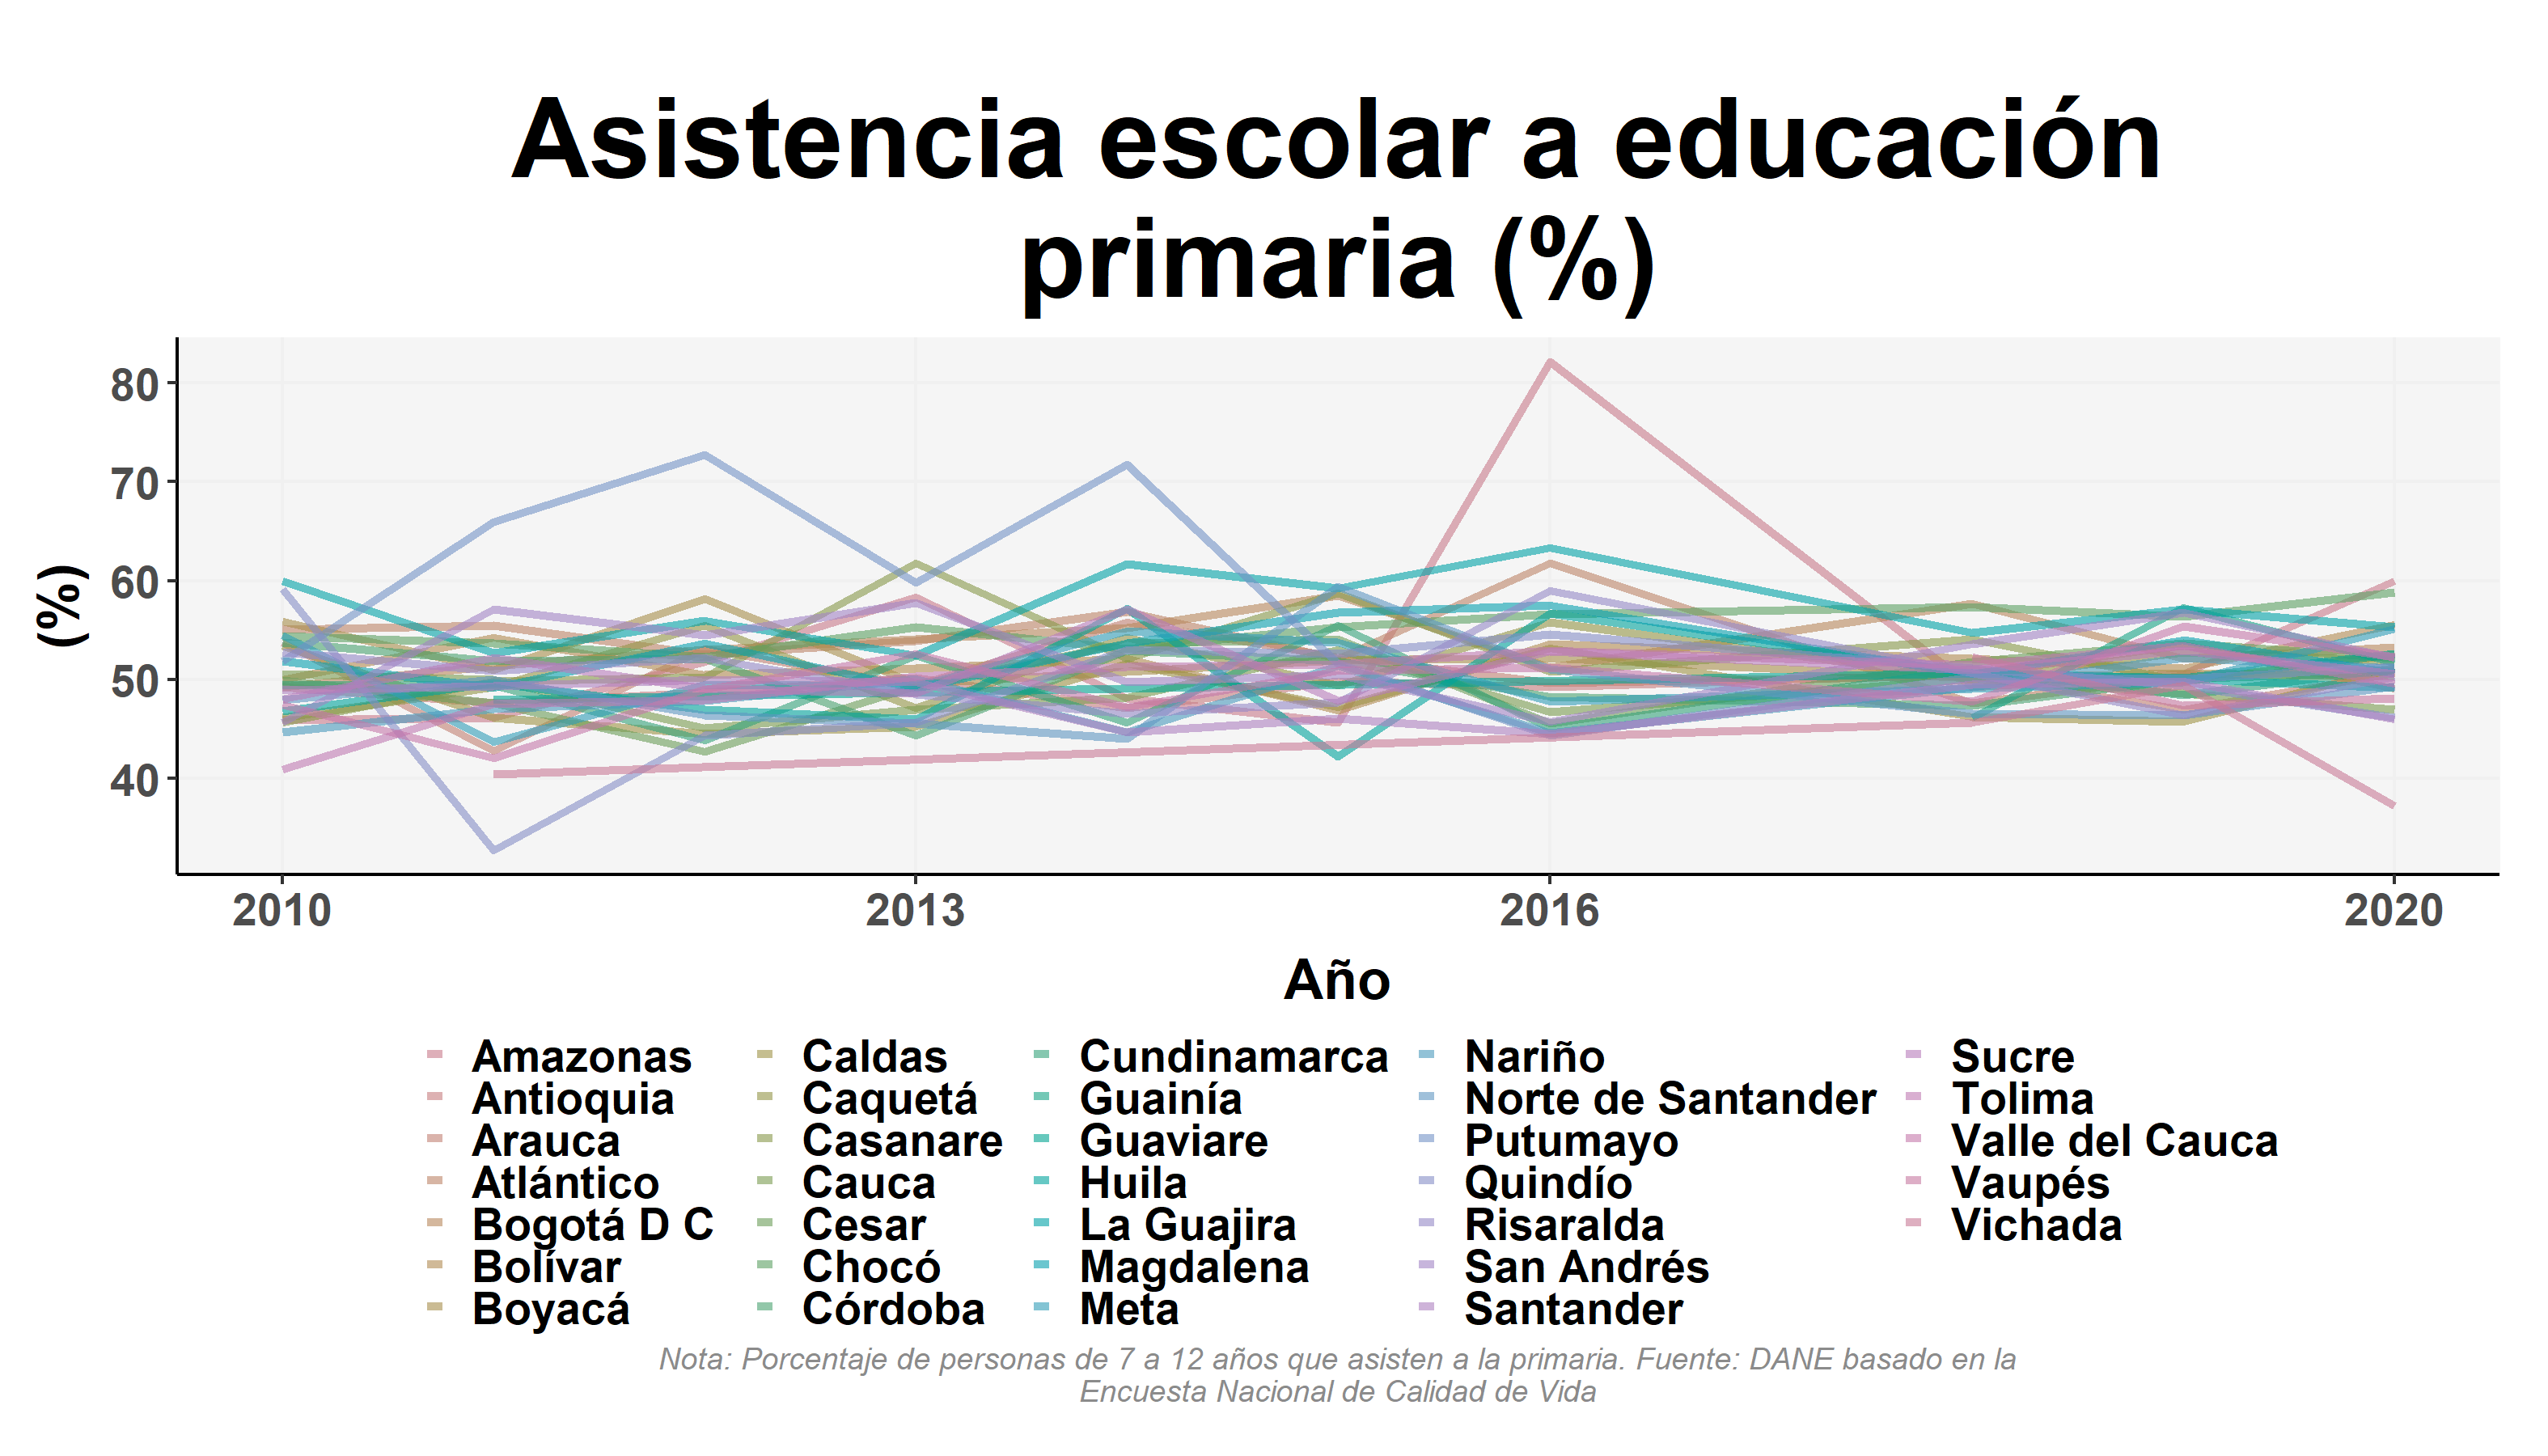 Asistencia escolar a educación
primaria (%)
(%)
80
70
60
50
40
2010 2013 2016 2020
Año
Amazonas Caldas Cundinamarca Nariño Sucre
Antioquia Caquetá Guainía Norte de Santander Tolima
Arauca Casanare Guaviare Putumayo Valle del Cauca
Atlántico Cauca Huila Quindío Vaupés
Bogotá D C Cesar La Guajira Risaralda Vichada
Bolívar Chocó Magdalena San Andrés
Boyacá Córdoba Meta Santander
Nota: Porcentaje de personas de 7 a 12 años que asisten a la primaria. Fuente: DANE basado en la
Encuesta Nacional de Calidad de Vida